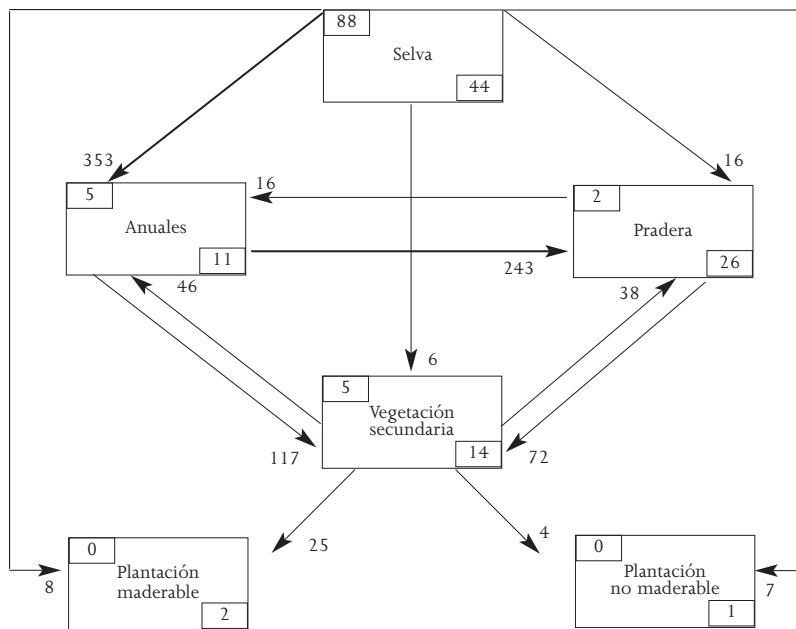 88
Selva
44
353
16
5
16
2
Anuales
Pradera
11
243
26
46
38
6
5
Vegetación
secundaria
14
117
72
25
4
0
0
Plantación
maderable
Plantación
no maderable
8
7
2
1